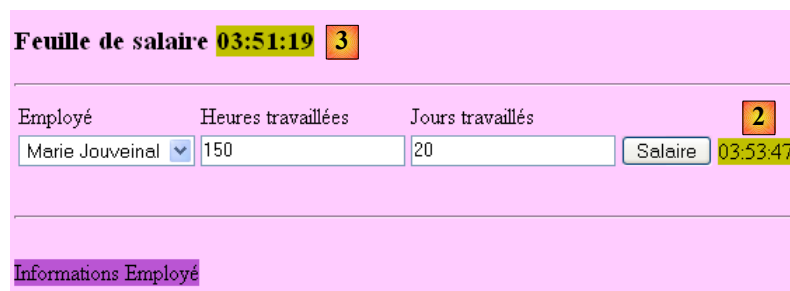 Feuille de salaire 03:51:19 3
Employé Heures travaillées Jours travaillés 2
Marie Jouveinal 150 20 Salaire 03:53:47
Informations Employé